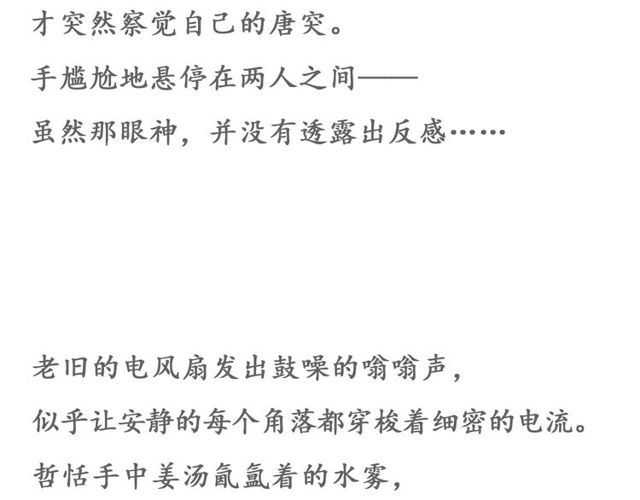 才突然察觉自己的唐突。
手尴尬地悬停在两人之间——
虽然那眼神，并没有透露出反感……
老旧的电风扇发出鼓噪的嗡嗡声，
似乎让安静的每个角落都穿梭着细密的电流。
哲恬手中姜汤氤氲着的水雾，